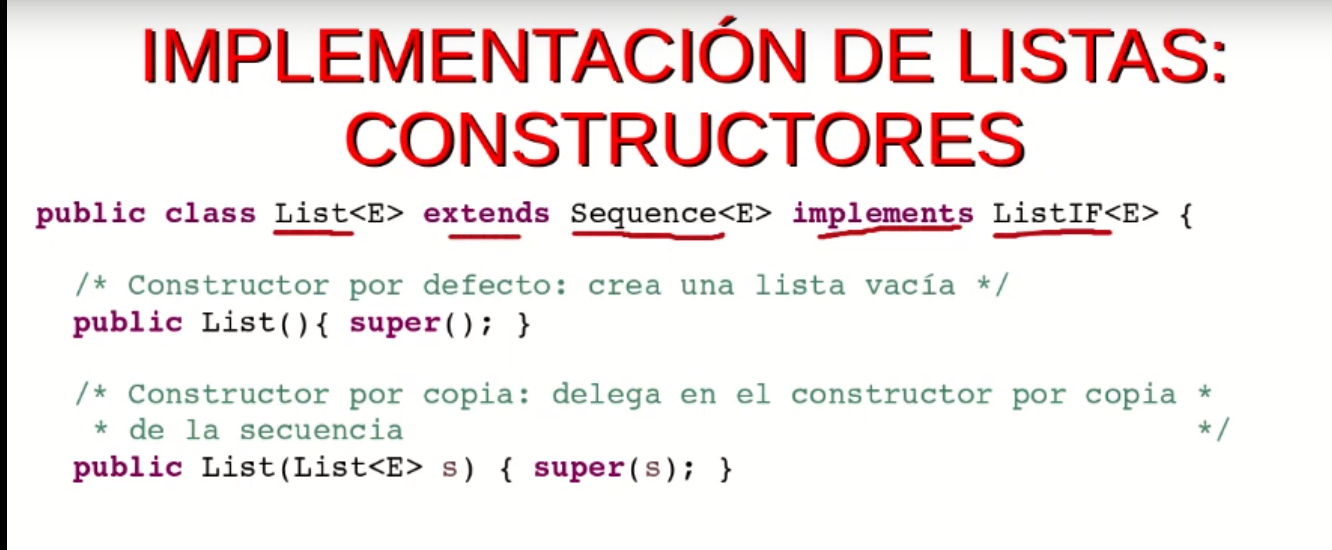 IMPLEMENTACIÓN DE LISTAS:
CONSTRUCTORES
public class List<E> extends Sequence<E> implements ListIF<E> {
/* Constructor por defecto: crea una lista vacía */
public List(){ super(); }
/* Constructor por copia: delega en el constructor por copia *
* de la secuencia */
public List(List<E> s) { super(s); }